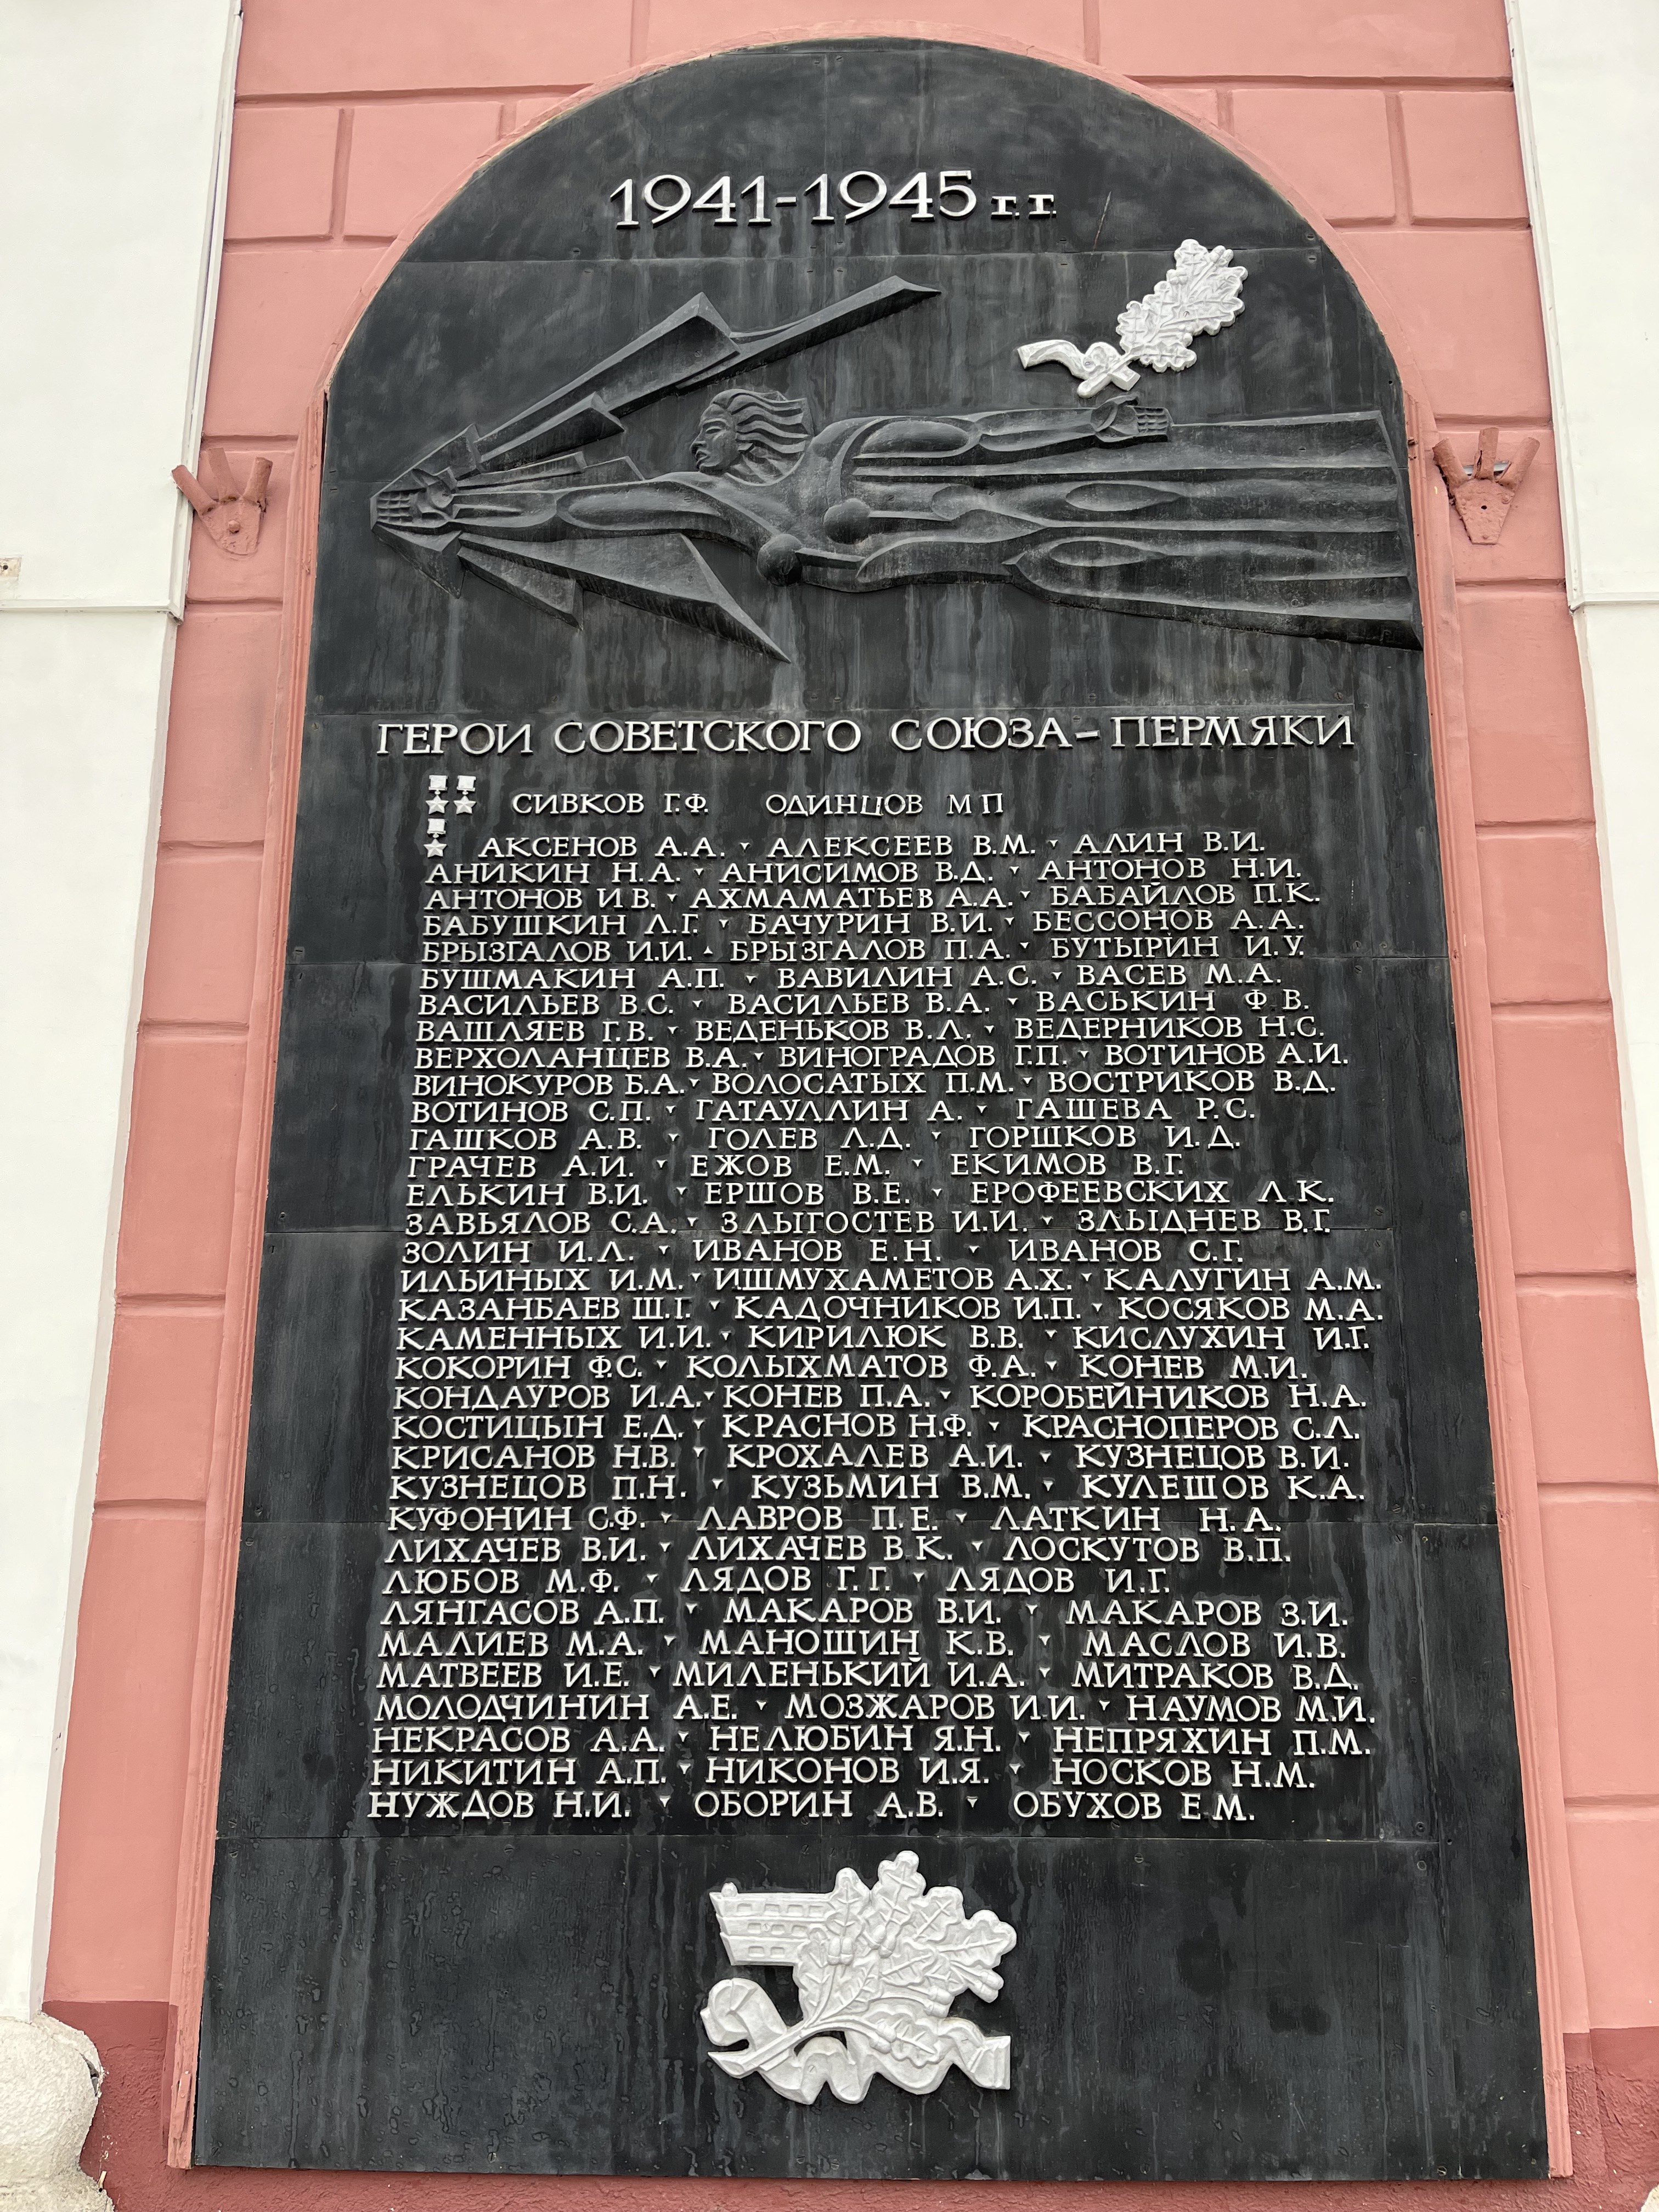 1941-1945 г.г.
ГЕРОИ СОВЕТСКОГО СОЮЗА-ПЕРМЯКИ
СИВКОВ Г.Ф. ОДИНЦОВ М П
АКСЕНОВ А.А. ▾ АЛЕКСЕЕВ В.М. ▾ АЛИН В.И.
АНИКИН Н.А. ▾ АНИСИМОВ В.Д. ▾ АНТОНОВ Н.И.
АНТОНОВ И В. ▾ АХМАМАТЬЕВ А.А. ▾ БАБАЙЛОВ П.К.
БАБУШКИН Л.Г. ▾ БАЧУРИН В.И. ▾ БЕССОНОВ А.А.
БРЫЗГАЛОВ И.И. ▴ БРЫЗГАЛОВ П.А. ▾ БУТЫРИН И.У.
БУШМАКИН А.П. ▾ ВАВИЛИН А.С. ▾ ВАСЕВ М.А.
ВАСИЛЬЕВ В.С. ▾ ВАСИЛЬЕВ В.А. ▾ ВАСЬКИН Ф.В.
ВАШЛЯЕВ Г.В. ▾ ВЕДЕНЬКОВ В.Л. ▾ ВЕДЕРНИКОВ Н.С.
ВЕРХОЛАНЦЕВ В.А. ▾ ВИНОГРАДОВ Г.П. ▾ ВОТИНОВ А.И.
ВИНОКУРОВ Б.А. ▾ ВОЛОСАТЫХ П.М. ▾ ВОСТРИКОВ В.Д.
ВОТИНОВ С.П. ▾ ГАТАУЛЛИН А. ▾ ГАШЕВА Р.С.
ГАШКОВ А.В. ▾ ГОЛЕВ Л.Д. ▾ ГОРШКОВ И.Д.
ГРАЧЕВ А.И. ▾ ЕЖОВ Е.М. ▾ ЕКИМОВ В.Г.
ЕЛЬКИН В.И. ▾ ЕРШОВ В.Е. ▾ ЕРОФЕЕВСКИХ Л.К.
ЗАВЬЯЛОВ С.А. ▾ ЗЛЫГОСТЕВ И.И. ▾ ЗЛЫДНЕВ В.Г.
ЗОЛИН И.Л. ▾ ИВАНОВ Е.Н. ▾ ИВАНОВ С.Г.
ИЛЬИНЫХ И.М. ▾ ИШМУХАМЕТОВ А.Х. ▾ КАЛУГИН А.М.
КАЗАНБАЕВ Ш.Г. ▾ КАДОЧНИКОВ И.П. ▾ КОСЯКОВ М.А.
КАМЕННЫХ И.И. ▾ КИРИЛЮК В.В. ▾ КИСЛУХИН И.Г.
КОКОРИН Ф.С. ▾ КОЛЫХМАТОВ Ф.А. ▾ КОНЕВ М.И.
КОНДАУРОВ И.А. ▾ КОНЕВ П.А. ▾ КОРОБЕЙНИКОВ Н.А.
КОСТИЦЫН Е.Д. ▾ КРАСНОВ Н.Ф. ▾ КРАСНОПЕРОВ С.Л.
КРИСАНОВ Н.В. ▾ КРОХАЛЕВ А.И. ▾ КУЗНЕЦОВ В.И.
КУЗНЕЦОВ П.Н. ▾ КУЗЬМИН В.М. ▾ КУЛЕШОВ К.А.
КУФОНИН С.Ф. ▾ ЛАВРОВ П.Е. ▾ ЛАТКИН Н.А.
ЛИХАЧЕВ В.И. ▾ ЛИХАЧЕВ В.К. ▾ ЛОСКУТОВ В.П.
ЛЮБОВ М.Ф. ▾ ЛЯДОВ Г.Г. ▾ ЛЯДОВ И.Г.
ЛЯНГАСОВ А.П. ▾ МАКАРОВ В.И. ▾ МАКАРОВ З.И.
МАЛИЕВ М.А. ▾ МАНОШИН К.В. ▾ МАСЛОВ И.В.
МАТВЕЕВ И.Е. ▾ МИЛЕНЬКИЙ И.А. ▾ МИТРАКОВ В.Д.
МОЛОДЧИНИН А.Е. ▾ МОЗЖАРОВ И.И. ▾ НАУМОВ М.И.
НЕКРАСОВ А.А. ▾ НЕЛЮБИН Я.Н. ▾ НЕПРЯХИН П.М.
НИКИТИН А.П. ▾ НИКОНОВ И.Я. ▾ НОСКОВ Н.М.
НУЖДОВ Н.И. ▾ ОБОРИН А.В. ▾ ОБУХОВ Е.М.